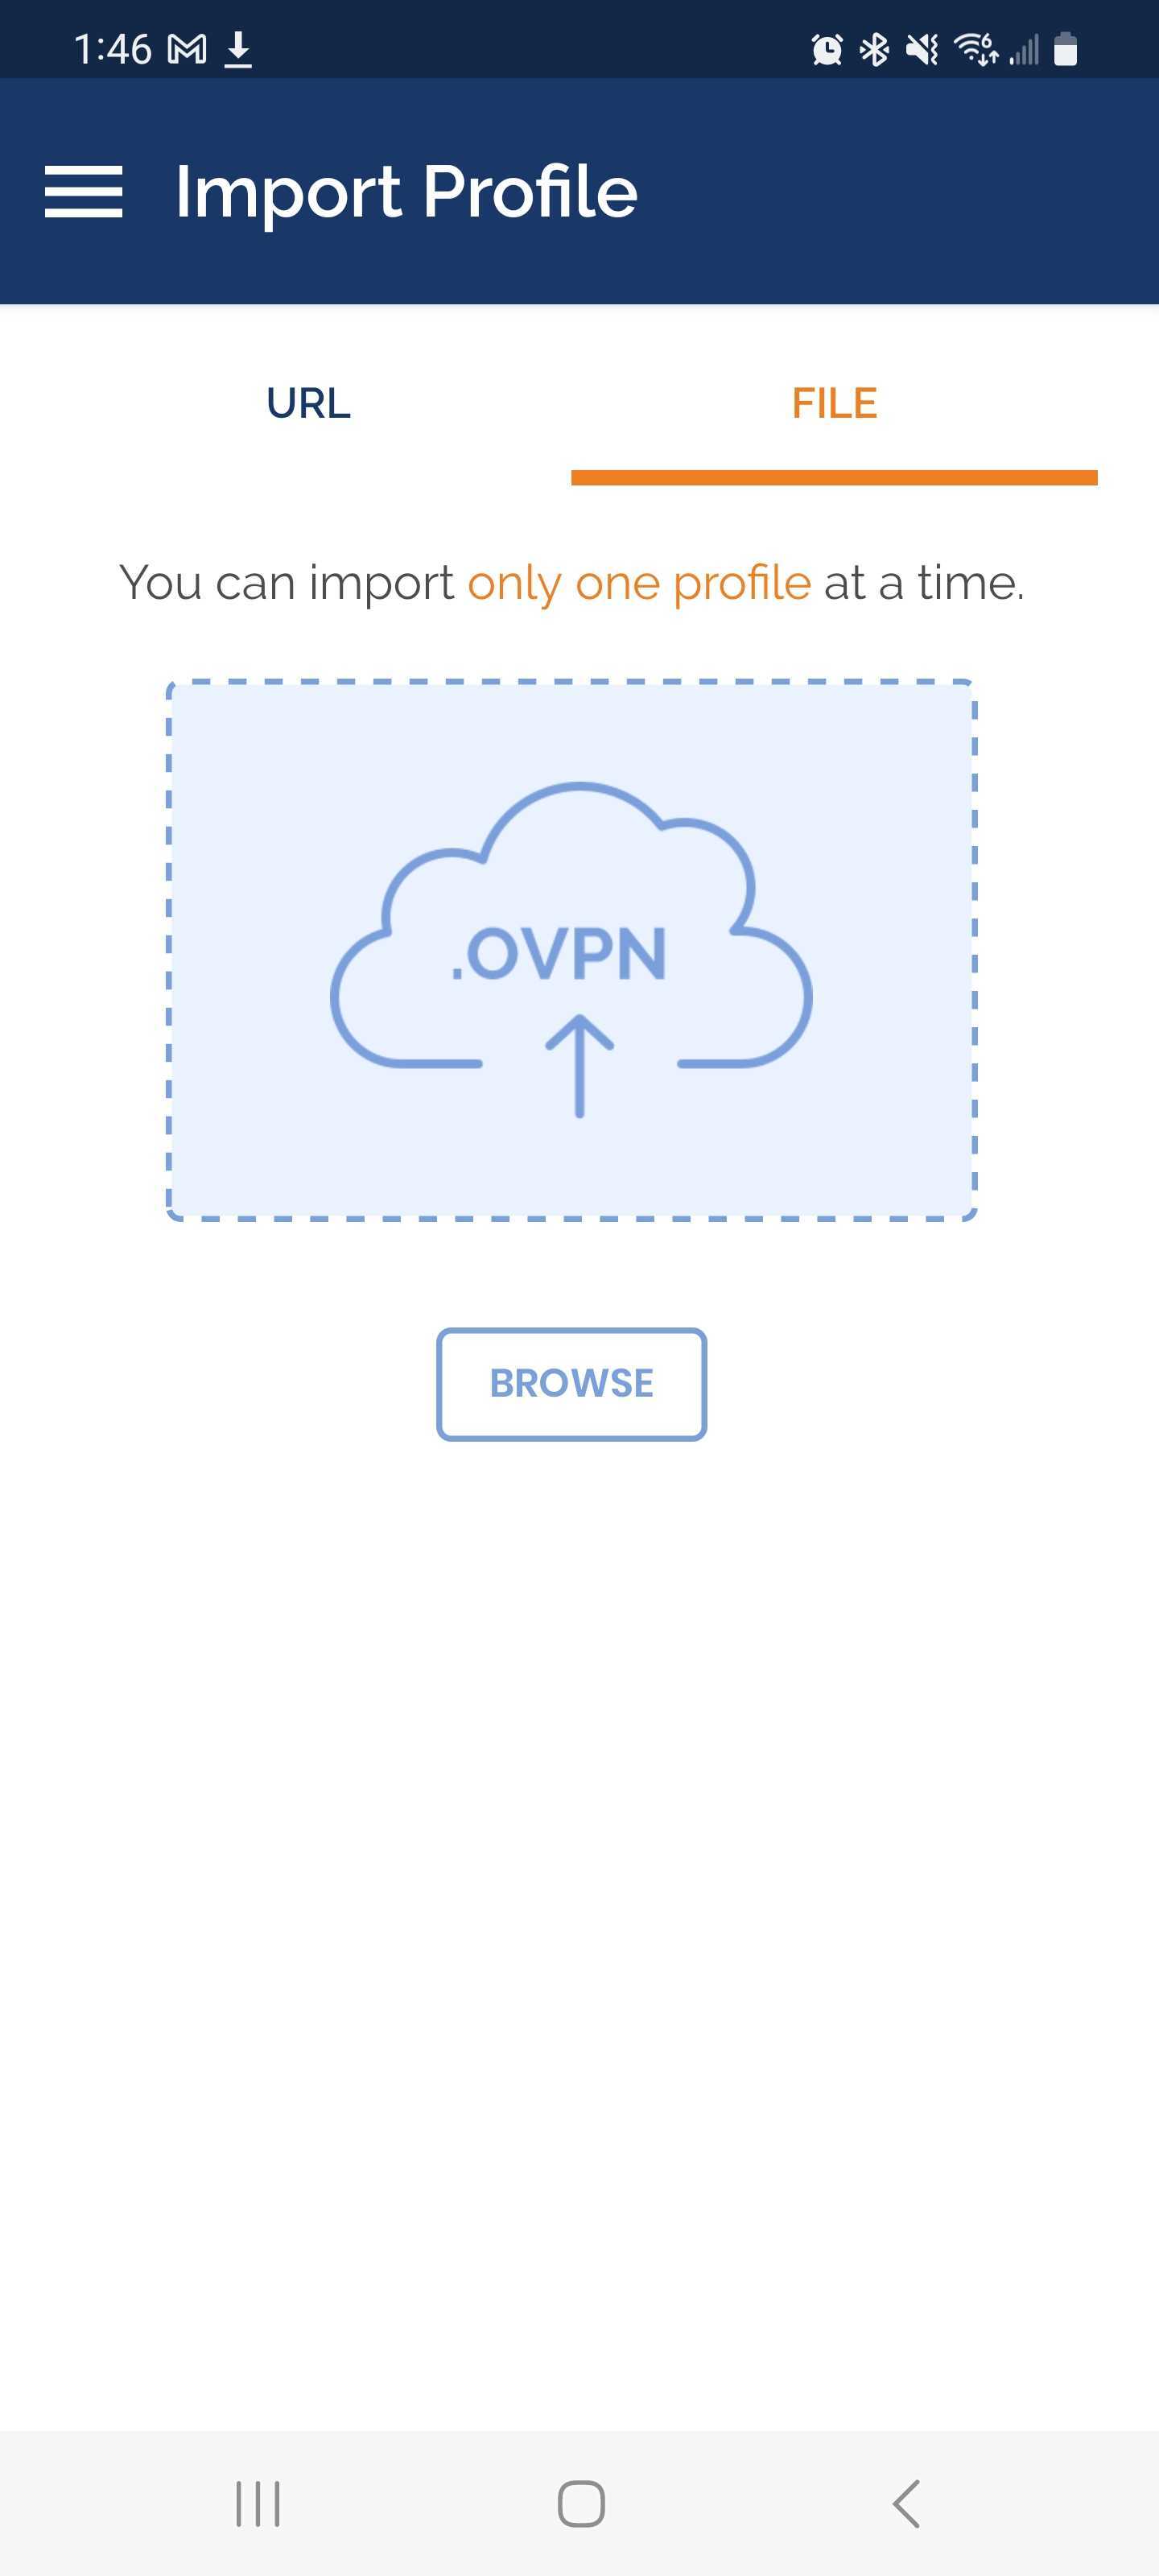 1:46
Import Profile
URL
FILE
You can import only one profile at a time.
.OVPN
BROWSE